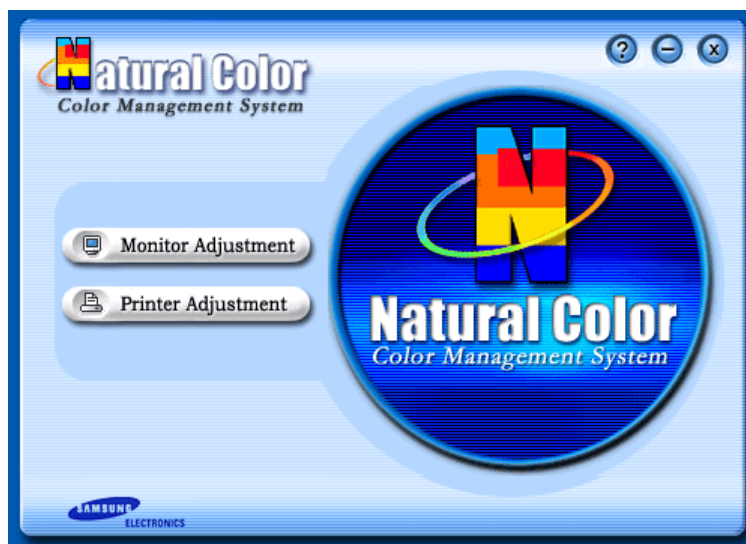 Natural Color
Color Management System
Monitor Adjustment
Printer Adjustment
Natural Color
Color Management System
SAMSUNG
ELECTRONICS